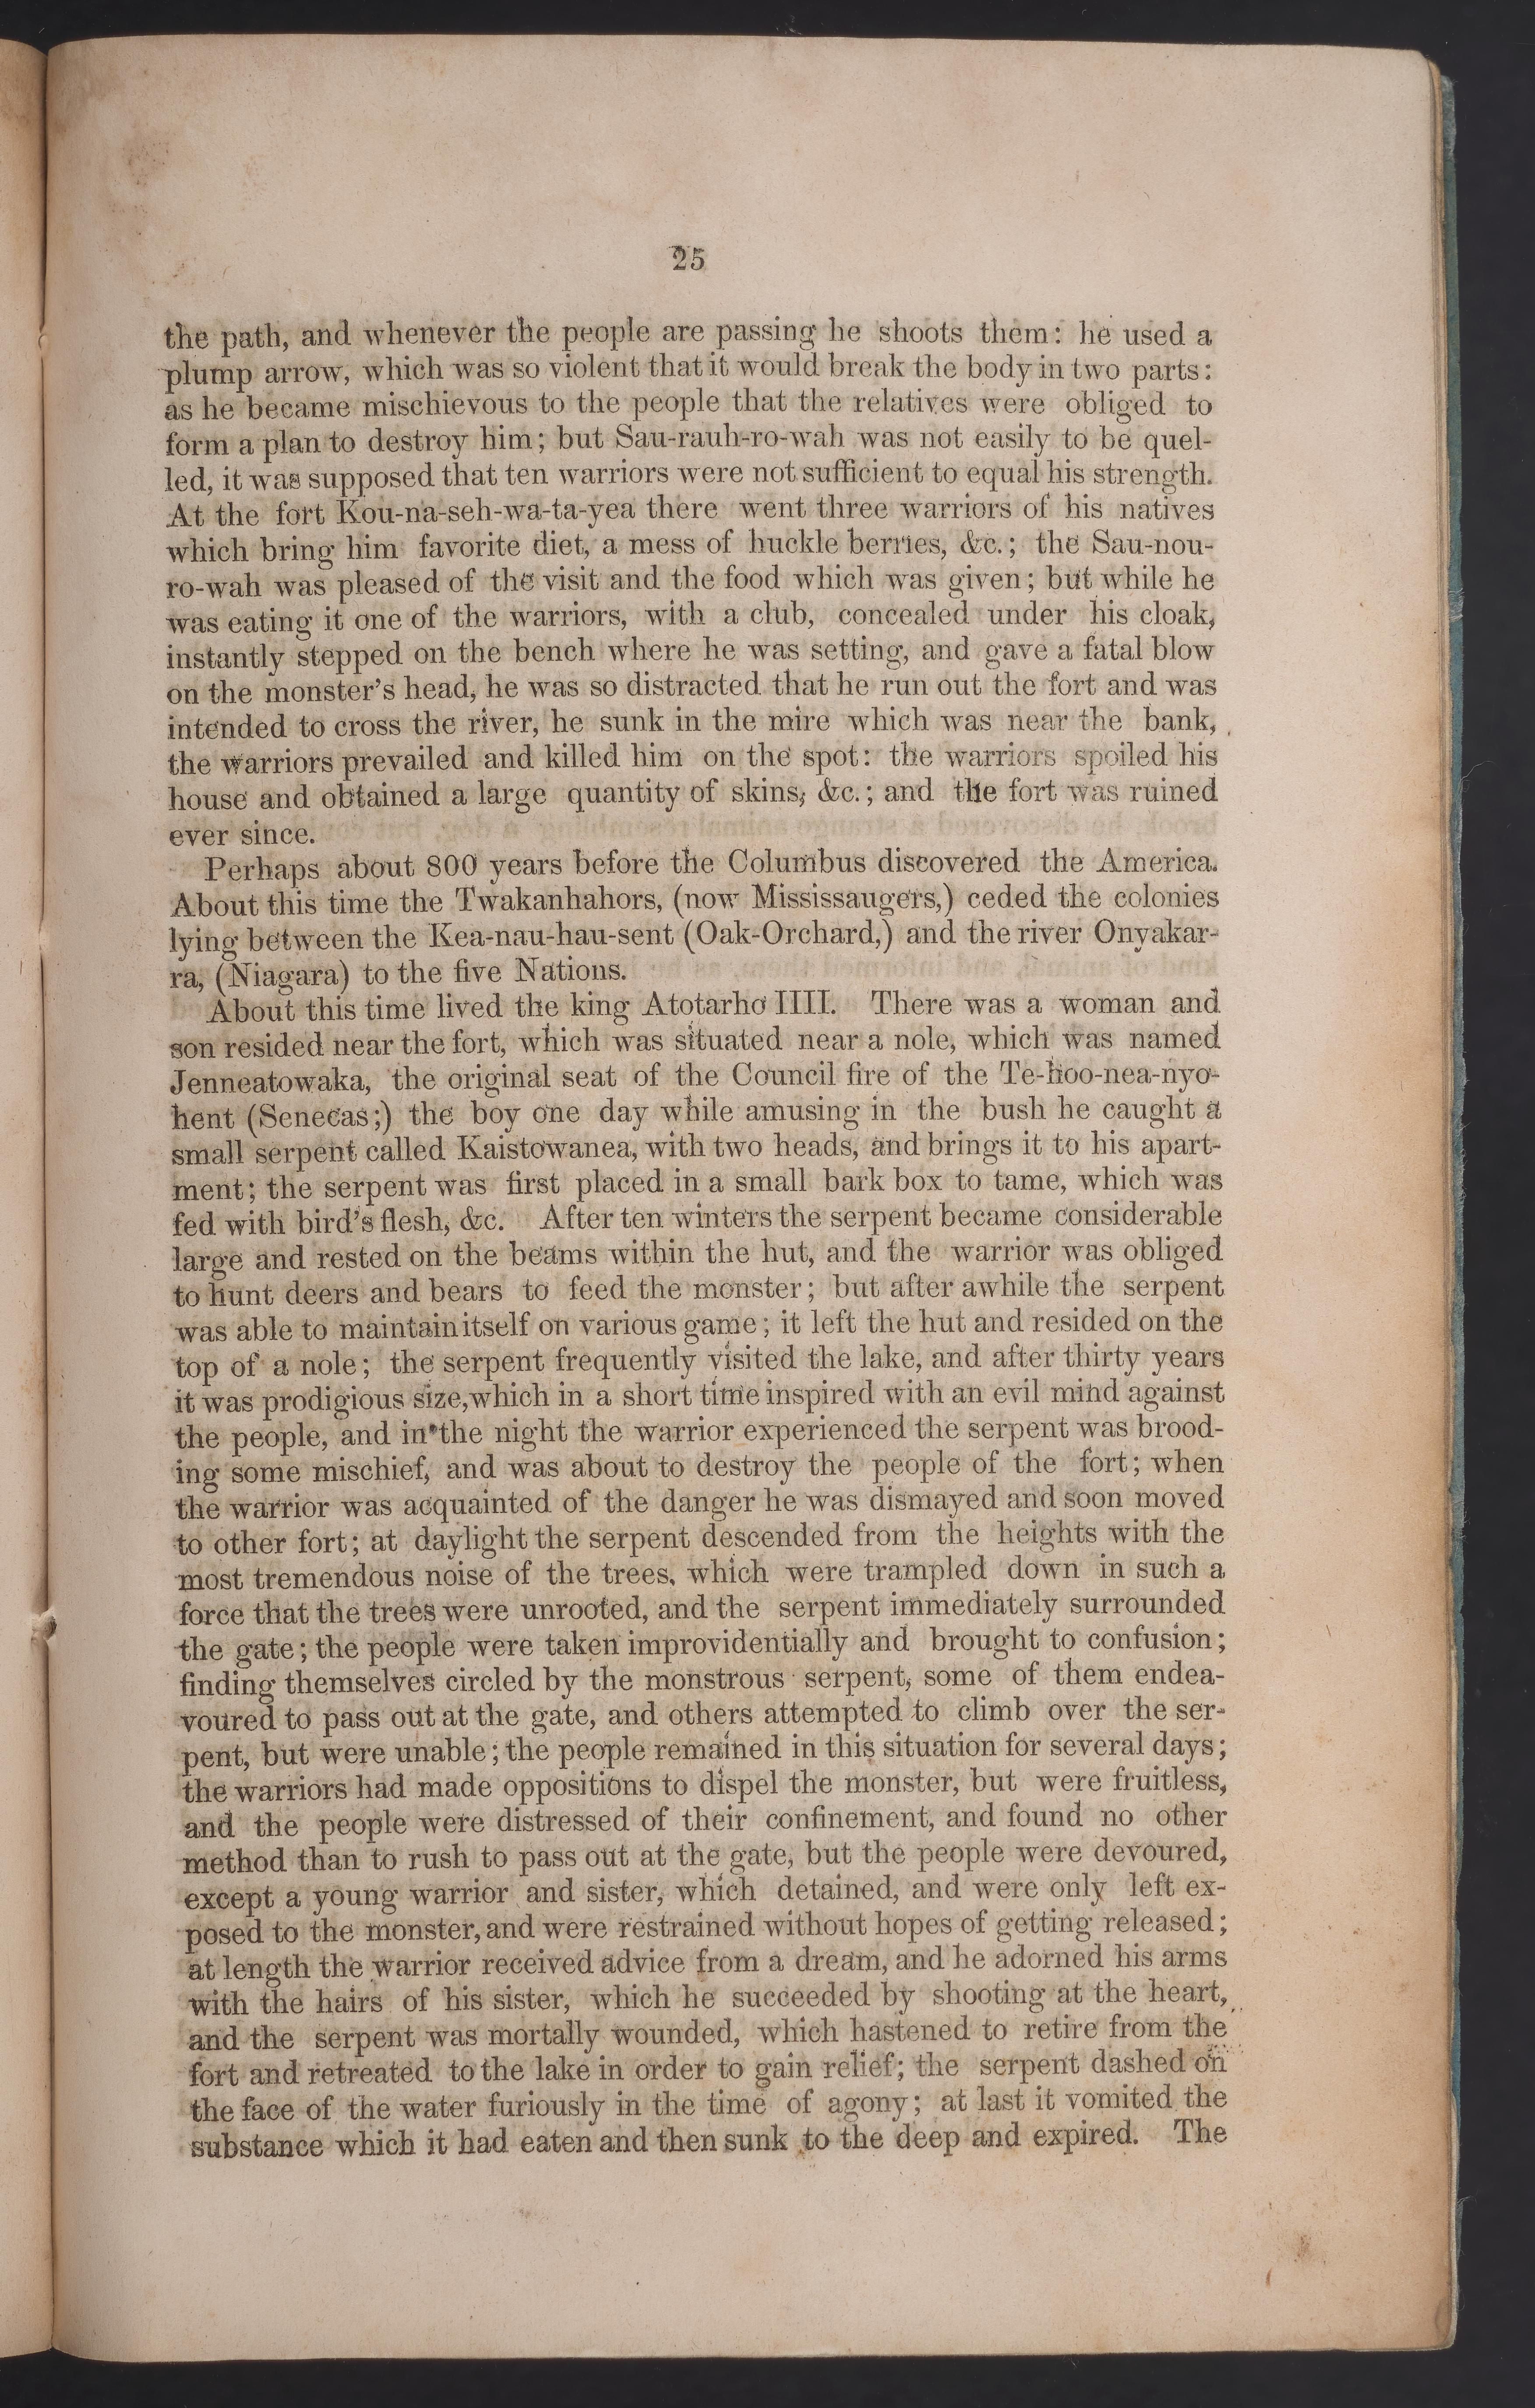 25
the path, and whenever the people are passing he shoots them: he used a
plump arrow, which was so violent that it would break the body in two parts:
as he became mischievous to the people that the relatives were obliged to
form a plan to destroy him; but Sau-rauh-ro-wah was not easily to be quel-
led, it was supposed that ten warriors were not sufficient to equal his strength.
At the fort Kou-na-seh-wa-ta-yea there went three warriors of his natives
which bring him favorite diet, a mess of huckle berries, &c.; the Sau-nou-
ro-wah was pleased of the visit and the food which was given; but while he
was eating it one of the warriors, with a club, concealed under his cloak,
instantly stepped on the bench where he was setting, and gave a fatal blow
on the monster's head, he was so distracted that he run out the fort and was
intended to cross the river, he sunk in the mire which was near the bank,
the warriors prevailed and killed him on the spot: the warriors spoiled his
house and obtained a large quantity of skins, &c.; and the fort was ruined
ever since.
Perhaps about 800 years before the Columbus discovered the America.
About this time the Twakanhahors, (now Mississaugers,) ceded the colonies
lying between the Kea-nau-hau-sent (Oak-Orchard,) and the river Onyakar-
ra, (Niagara) to the five Nations.
About this time lived the king Atotarho IIII. There was a woman and
son resided near the fort, which was situated near a nole, which was named
Jenneatowaka, the original seat of the Council fire of the Te-hoo-nea-nyo-
hent (Senecas;) the boy one day while amusing in the bush he caught a
small serpent called Kaistowanea, with two heads, and brings it to his apart-
ment; the serpent was first placed in a small bark box to tame, which was
fed with bird's flesh, &c. After ten winters the serpent became considerable
large and rested on the beams within the hut, and the warrior was obliged
to hunt deers and bears to feed the monster; but after awhile the serpent
was able to maintain itself on various game; it left the hut and resided on the
top of a nole; the serpent frequently visited the lake, and after thirty years
it was prodigious size, which in a short time inspired with an evil mind against
the people, and in the night the warrior experienced the serpent was brood-
ing some mischief, and was about to destroy the people of the fort; when
the warrior was acquainted of the danger he was dismayed and soon moved
to other fort; at daylight the serpent descended from the heights with the
most tremendous noise of the trees, which were trampled down in such a
force that the trees were unrooted, and the serpent immediately surrounded
the gate; the people were taken improvidentially and brought to confusion;
finding themselves circled by the monstrous serpent, some of them endea-
voured to pass out at the gate, and others attempted to climb over the ser-
pent, but were unable; the people remained in this situation for several days;
the warriors had made oppositions to dispel the monster, but were fruitless,
and the people were distressed of their confinement, and found no other
method than to rush to pass out at the gate, but the people were devoured,
except a young warrior and sister, which detained, and were only left ex-
posed to the monster, and were restrained without hopes of getting released;
at length the warrior received advice from a dream, and he adorned his arms
with the hairs of his sister, which he succeeded by shooting at the heart,
and the serpent was mortally wounded, which hastened to retire from the
fort and retreated to the lake in order to gain relief; the serpent dashed on
the face of the water furiously in the time of agony; at last it vomited the
substance which it had eaten and then sunk to the deep and expired. The